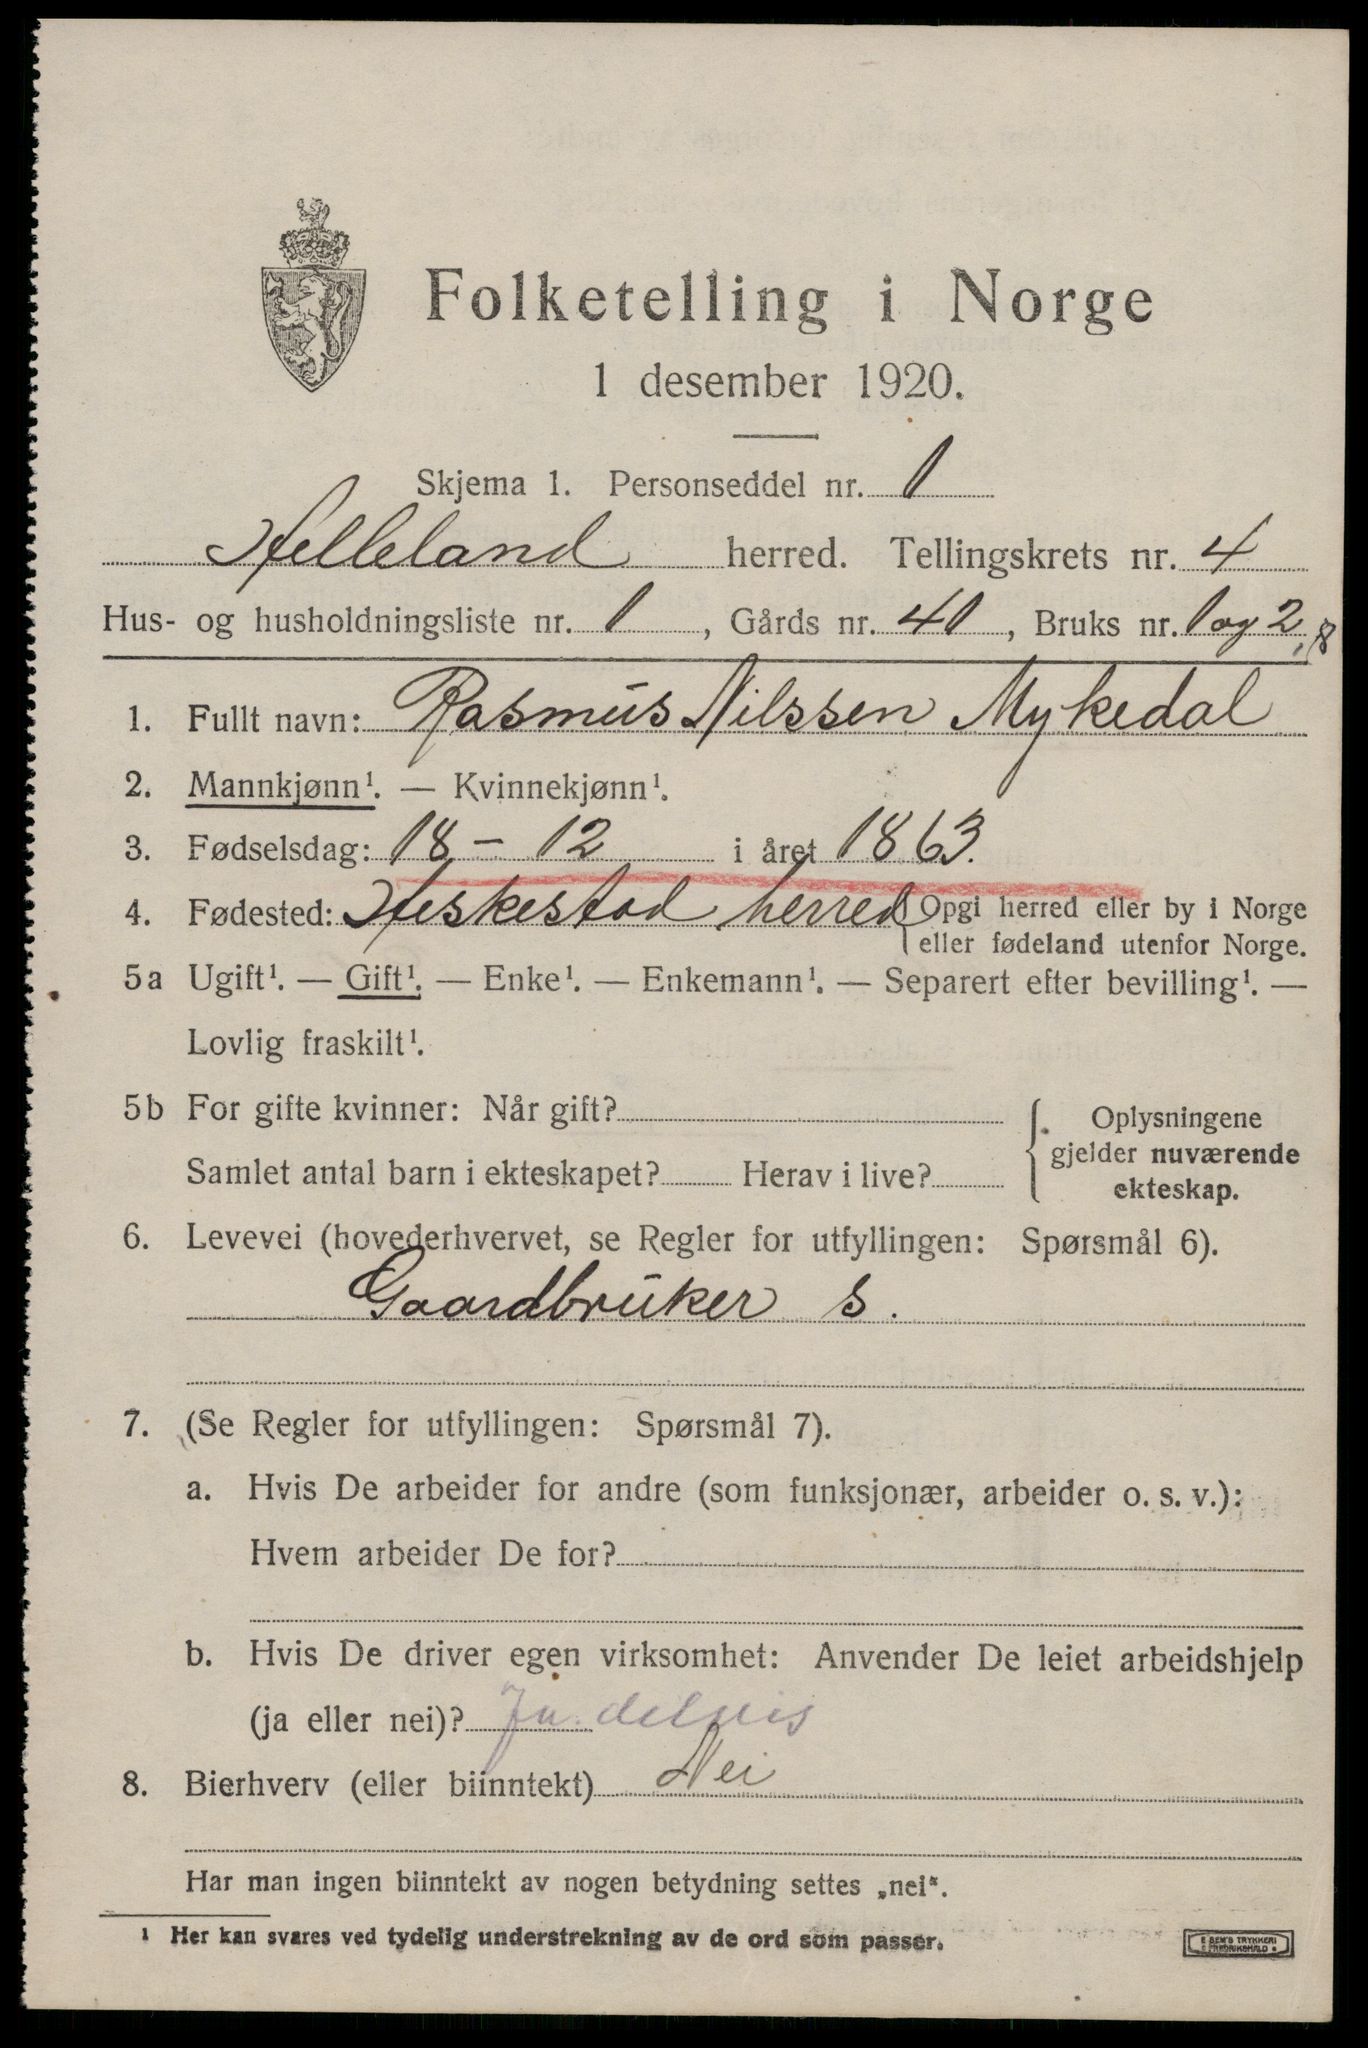 Folketelling i Norge
1 desember 1920.
Skjema 1. Personseddel nr. 1
Helleland herred. Tellingskrets nr. 4
Hus- og husholdningsliste nr. 1, Gårds nr. 41, Bruks nr. 1 og 2, 8
1. Fullt navn: Rasmus Nilssen Mykedal
2. Mannkjønn¹. — Kvinnekjønn¹.
3. Fødselsdag: 18 – 12 i året 1863.
4. Fødested: Heskestad herred { Opgi herred eller by i Norge
eller fødeland utenfor Norge.
5a Ugift¹. — Gift¹. — Enke¹. — Enkemann¹. — Separert efter bevilling¹. —
Lovlig fraskilt¹.
5b For gifte kvinner: Når gift?
Samlet antal barn i ekteskapet? Herav i live?
{ Oplysningene
gjelder nuværende
ekteskap.
6. Levevei (hovederhvervet, se Regler for utfyllingen: Spørsmål 6).
Gaardbruker s.
7. (Se Regler for utfyllingen: Spørsmål 7).
a. Hvis De arbeider for andre (som funksjonær, arbeider o. s. v.):
Hvem arbeider De for?
b. Hvis De driver egen virksomhet: Anvender De leiet arbeidshjelp
(ja eller nei)? Ja. delvis
8. Bierhverv (eller biinntekt) Nei
Har man ingen biinntekt av nogen betydning settes „nei“.
¹ Her kan svares ved tydelig understrekning av de ord som passer.
E SEM'S TRYKKERI
FREDRIKSHALD